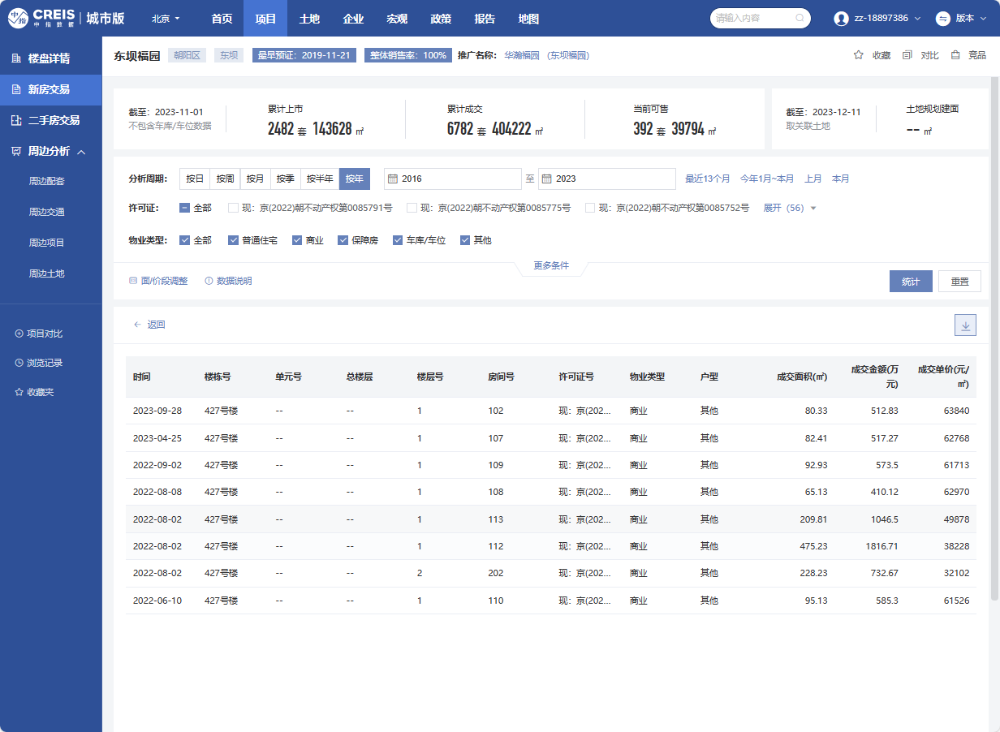 中指 CREIS 中指数据 | 城市版 北京 首页 项目 土地 企业 宏观 政策 报告 地图 请输入内容 zz-18897386 版本
楼盘详情
新房交易
二手房交易
周边分析
周边配套
周边交通
周边项目
周边土地
项目对比
浏览记录
收藏夹
东坝福园 朝阳区 东坝 最早预证：2019-11-21 整体销售率：100% 推广名称： 华瀚福园 (东坝福园) 收藏 对比 竞品
截至：2023-11-01
不包含车库/车位数据
累计上市
2482 套 143628 ㎡
累计成交
6782 套 404222 ㎡
当前可售
392 套 39794 ㎡
截至：2023-12-11
取关联土地
土地规划建面
-- ㎡
分析周期： 按日 按周 按月 按季 按半年 按年 2016 至 2023 最近13个月 今年1月~本月 上月 本月
许可证： 全部 现：京(2022)朝不动产权第0085791号 现：京(2022)朝不动产权第0085775号 现：京(2022)朝不动产权第0085752号 展开 (56)
物业类型： 全部 普通住宅 商业 保障房 车库/车位 其他
更多条件
面/价段调整 数据说明 统计 重置
返回
时间 楼栋号 单元号 总楼层 楼层号 房间号 许可证号 物业类型 户型 成交面积(㎡) 成交金额(万元) 成交单价(元/㎡)
2023-09-28 427号楼 -- -- 1 102 现：京(202... 商业 其他 80.33 512.83 63840
2023-04-25 427号楼 -- -- 1 107 现：京(202... 商业 其他 82.41 517.27 62768
2022-09-02 427号楼 -- -- 1 109 现：京(202... 商业 其他 92.93 573.5 61713
2022-08-08 427号楼 -- -- 1 108 现：京(202... 商业 其他 65.13 410.12 62970
2022-08-02 427号楼 -- -- 1 113 现：京(202... 商业 其他 209.81 1046.5 49878
2022-08-02 427号楼 -- -- 1 112 现：京(202... 商业 其他 475.23 1816.71 38228
2022-08-02 427号楼 -- -- 2 202 现：京(202... 商业 其他 228.23 732.67 32102
2022-06-10 427号楼 -- -- 1 110 现：京(202... 商业 其他 95.13 585.3 61526